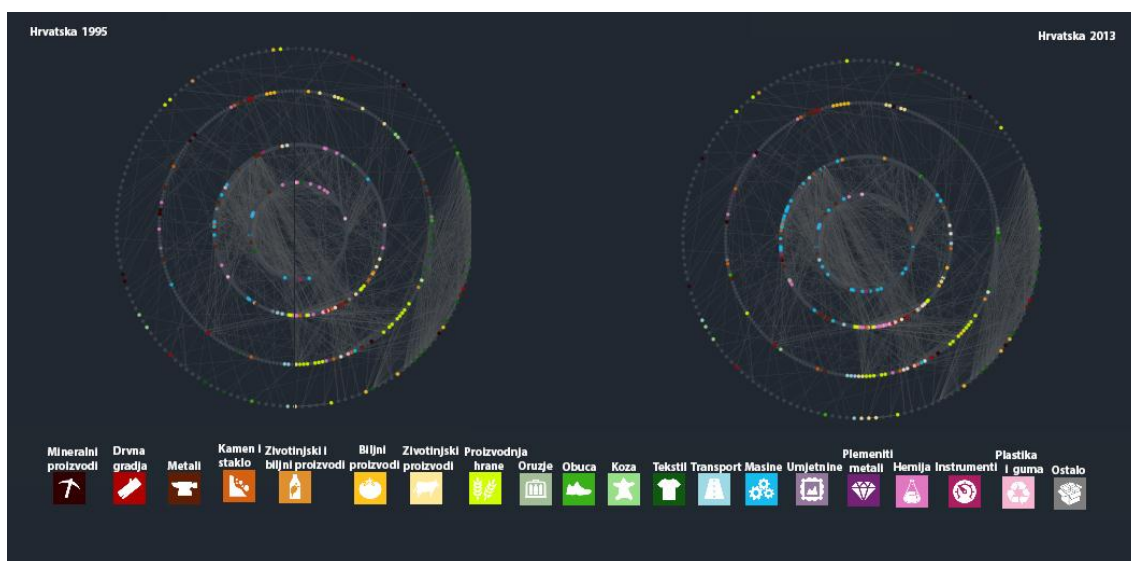 Hrvatska 1995
Hrvatska 2013
Mineralni
proizvodi
Drvna
gradja
Metali
Kamen i
staklo
Zivotinjski i
biljni proizvodi
Biljni
proizvodi
Zivotinjski
proizvodi
Proizvodnja
hrane
Oruzje
Obuca
Koza
Tekstil
Transport
Masine
Umjetnine
Plemeniti
metali
Hemija
Instrumenti
Plastika
i guma
Ostalo